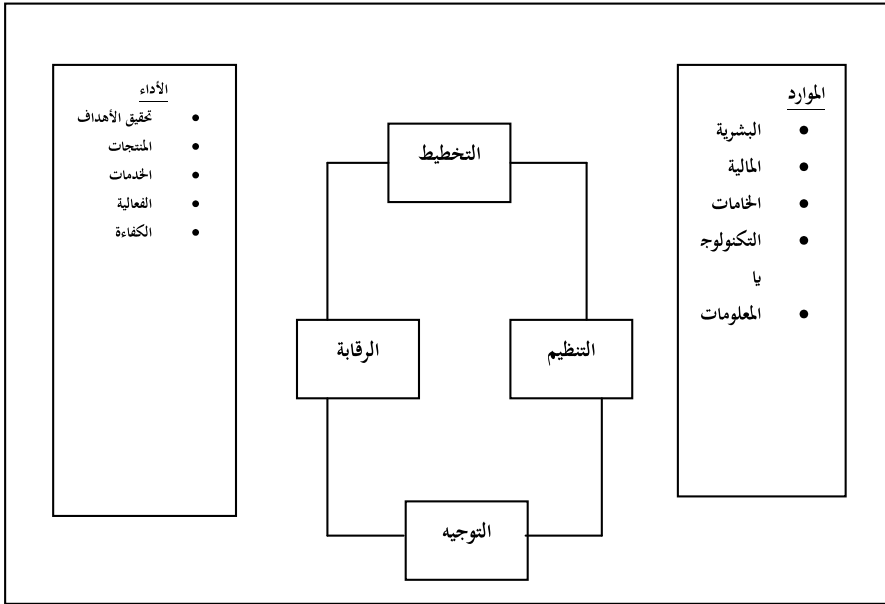 الموارد
• البشرية
• المالية
• الخامات
• التكنولوج
يا
• المعلومات
التخطيط
التنظيم
الرقابة
التوجيه
الأداء
• تحقيق الأهداف
• المنتجات
• الخدمات
• الفعالية
• الكفاءة